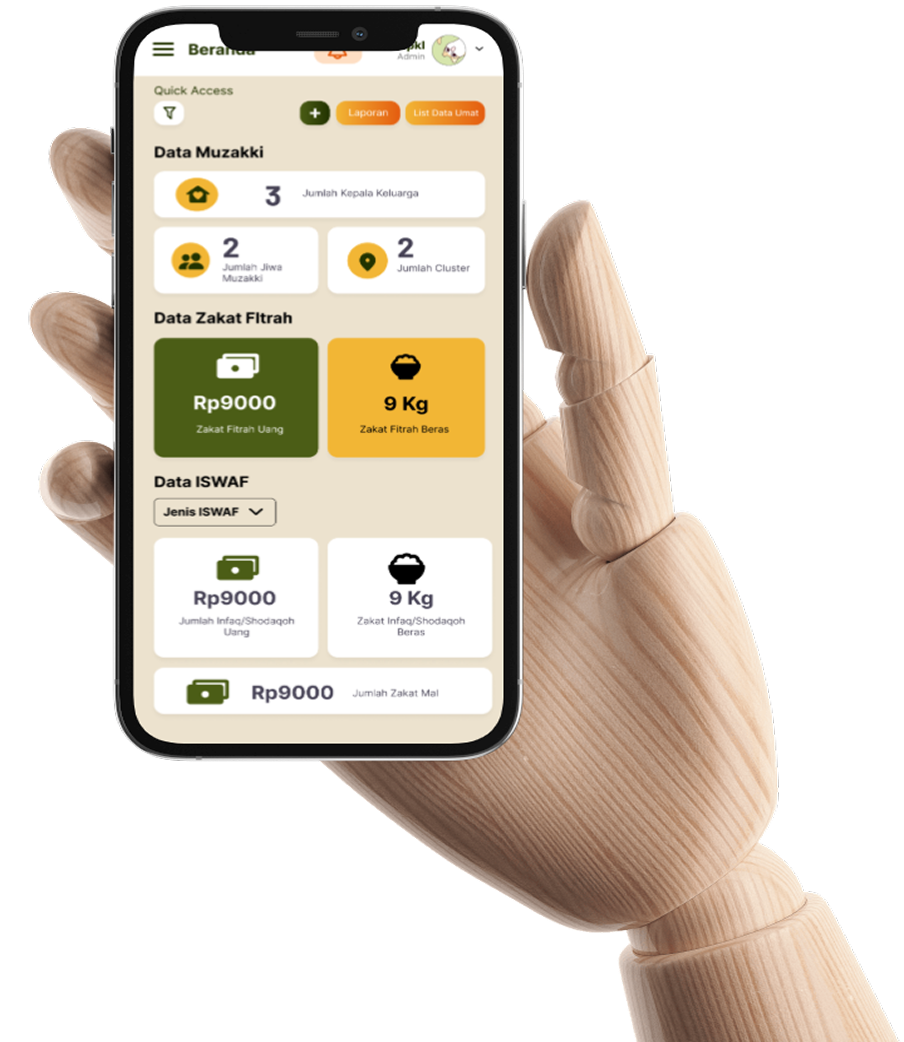 Beranda
Admin
Quick Access
Laporan
List Data Umat
Data Muzakki
3
Jumlah Kepala Keluarga
2
Jumlah Jiwa
Muzakki
2
Jumlah Cluster
Data Zakat FItrah
Rp9000
Zakat Fitrah Uang
9 Kg
Zakat Fitrah Beras
Data ISWAF
Jenis ISWAF
Rp9000
Jumlah Infaq/Shodaqoh
Uang
9 Kg
Zakat Infaq/Shodaqoh
Beras
Rp9000
Jumlah Zakat Mal